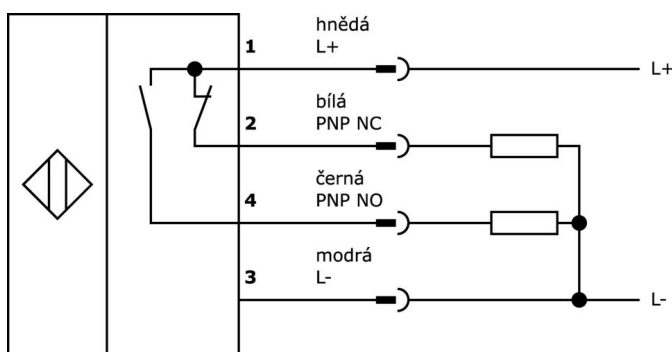 hnědá
1 L+
L+
bílá
2 PNP NC
černá
4 PNP NO
modrá
3 L-
L-